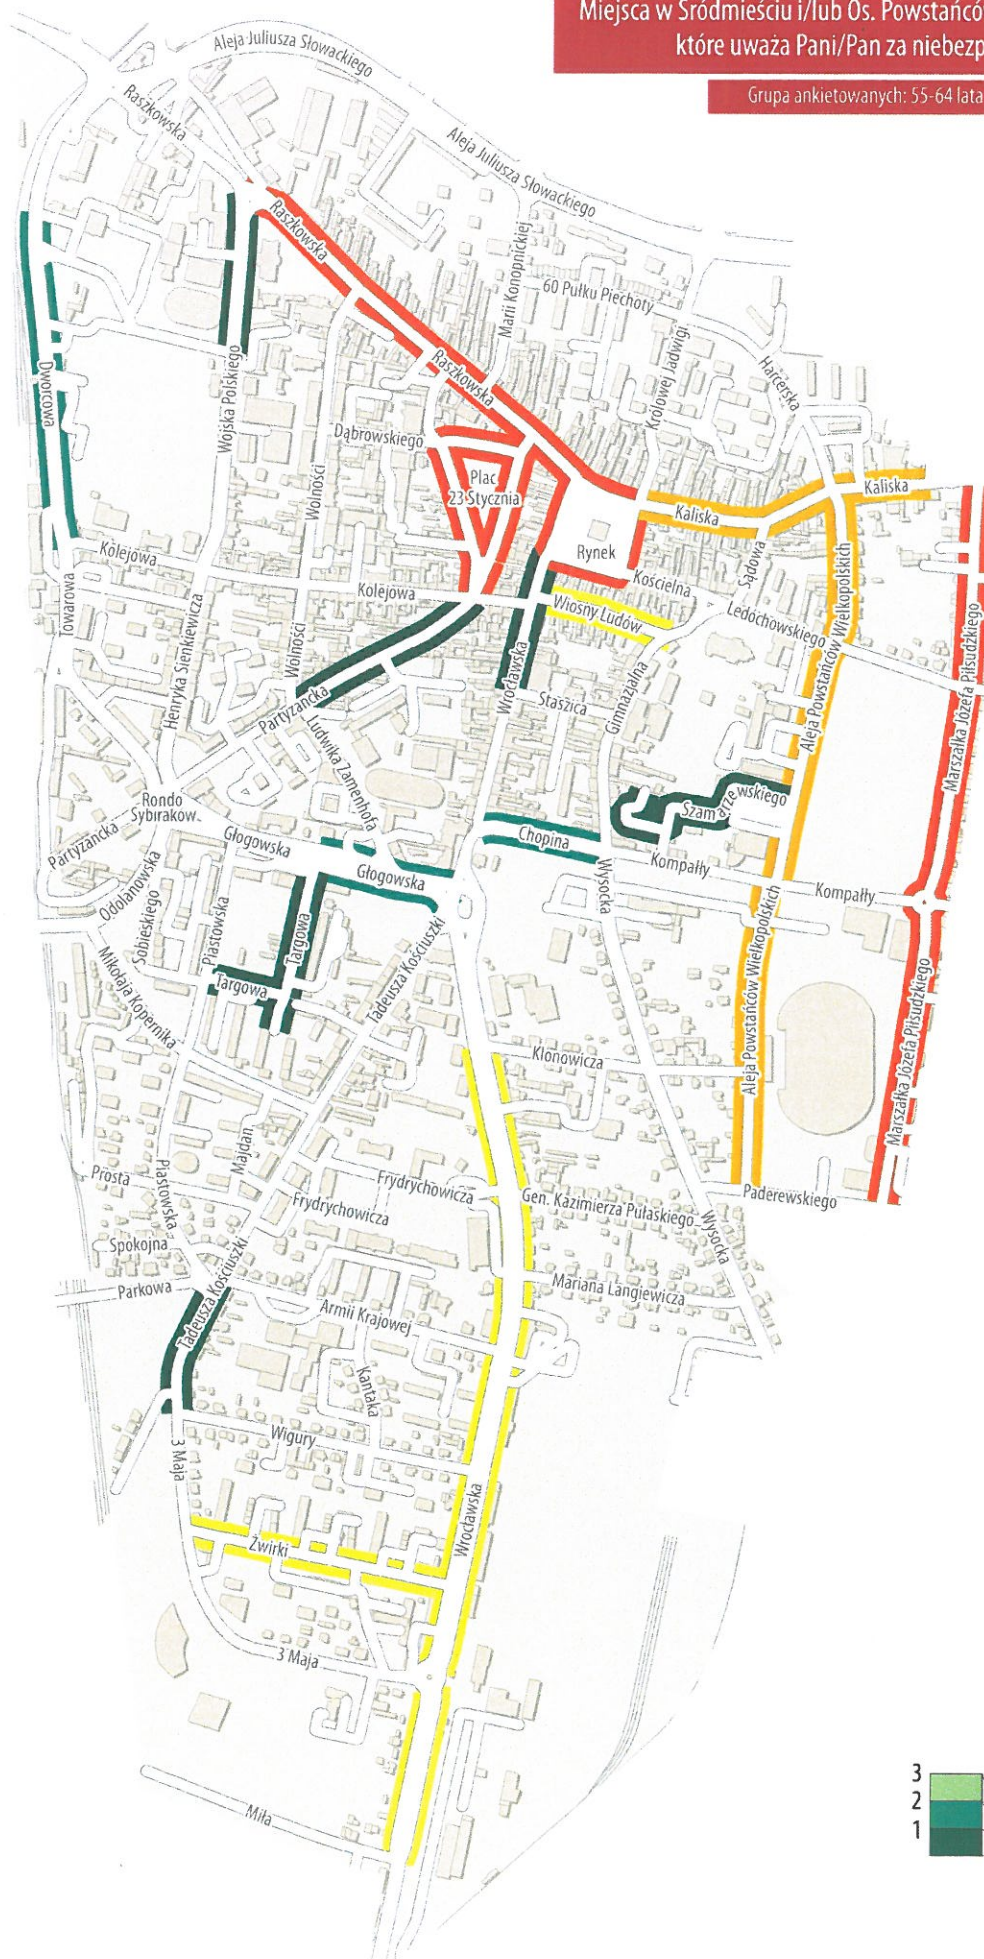 Miejsca w Śródmieściu i/lub Os. Powstańcó
które uważa Pani/Pan za niebezp
Grupa ankietowanych: 55-64 lata
Aleja Juliusza Słowackiego
Raszkowska
Aleja Juliusza Słowackiego
Raszkowska
Marii Konopnickiej
60 Pułku Piechoty
Królowej Jadwigi
Harcerska
Raszkowska
Dworcowa
Wojska Polskiego
Dąbrowskiego
Wolności
Plac
23 Stycznia
Kaliska
Kaliska
Rynek
Sądowa
Kolejowa
Kolejowa
Kościelna
Wiosny Ludów
Ledóchowskiego
Towarowa
Henryka Sienkiewicza
Wolności
Wrocławska
Staszica
Gimnazjalna
Aleja Powstańców Wielkopolskich
Marszałka Józefa Piłsudzkiego
Partyzancka
Ludwika Zamenhofa
Szamarzewskiego
Rondo
Sybiraków
Partyzancka
Głogowska
Chopina
Kompałły
Kompałły
Głogowska
Wysocka
Odolanowska
Sobieskiego
Piastowska
Targowa
Targowa
Tadeusza Kościuszki
Mikołaja Kopernika
Aleja Powstańców Wielkopolskich
Marszałka Józefa Piłsudzkiego
Klonowicza
Majdan
Prosta
Piastowska
Frydrychowicza
Frydrychowicza
Gen. Kazimierza Pułaskiego
Paderewskiego
Wysocka
Spokojna
Parkowa
Tadeusza Kościuszki
Mariana Langiewicza
Armii Krajowej
Kantaka
Wigury
3 Maja
Wrocławska
Żwirki
3 Maja
Miła
3
2
1